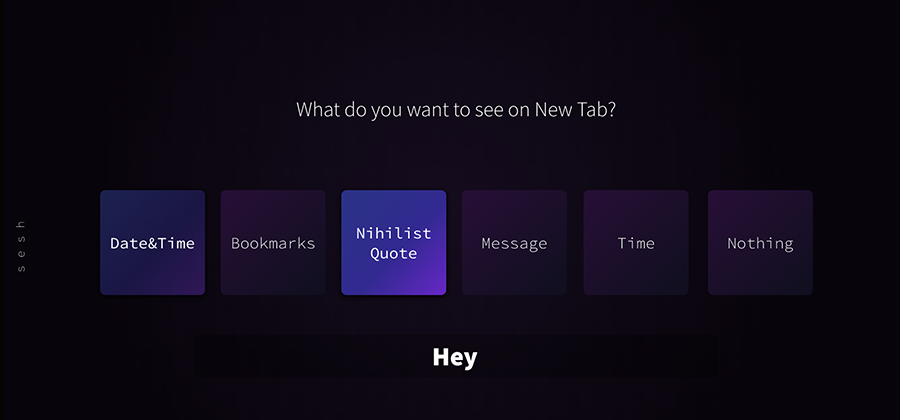 What do you want to see on New Tab?
sesh
Date&Time
Bookmarks
Nihilist
Quote
Message
Time
Nothing
Hey